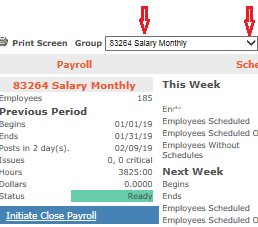 Print Screen Group 83264 Salary Monthly
Payroll
83264 Salary Monthly
Employees 185
Previous Period
Begins 01/01/19
Ends 01/31/19
Posts in 2 day(s). 02/09/19
Issues 0, 0 critical
Hours 3825:00
Dollars 0.0000
Status Ready
Initiate Close Payroll
Sche
This Week
Ends
Employees Scheduled
Employees Scheduled O
Employees Without
Schedules
Next Week
Begins
Ends
Employees Scheduled
Employees Scheduled O